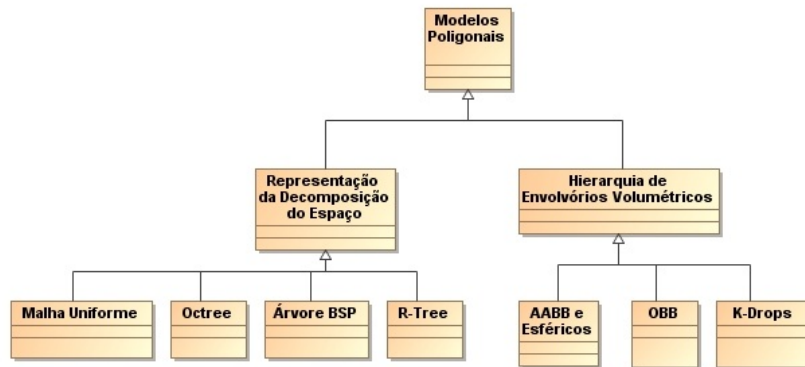 Modelos
Poligonais
Representação
da Decomposição
do Espaço
Hierarquia de
Envolvórios Volumétricos
Malha Uniforme
Octree
Árvore BSP
R-Tree
AABB e
Esféricos
OBB
K-Drops